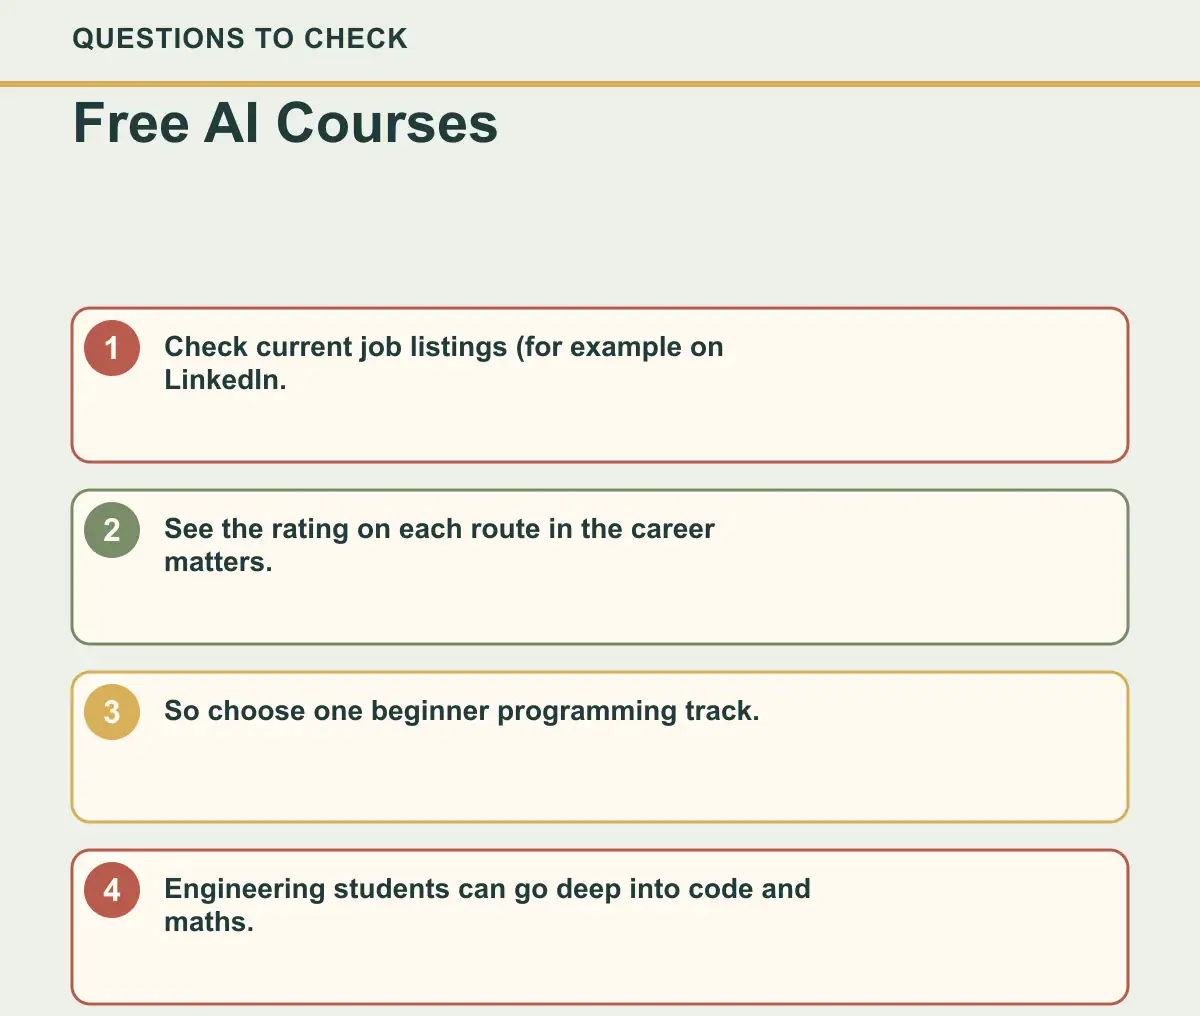 QUESTIONS TO CHECK
Free AI Courses
1
Check current job listings (for example on
LinkedIn.
2
See the rating on each route in the career
matters.
3
So choose one beginner programming track.
4
Engineering students can go deep into code and
maths.